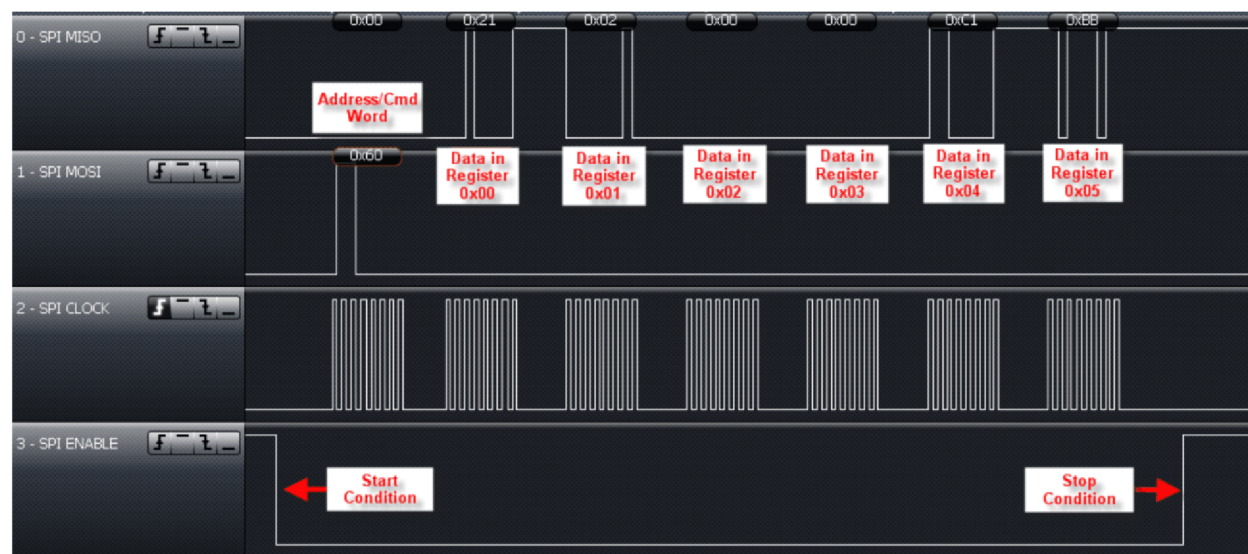 0x00 0x21 0x02 0x00 0x00 0xC1 0xBB
0 - SPI MISO
Address/Cmd
Word
0x60
1 - SPI MOSI
Data in
Register
0x00
Data in
Register
0x01
Data in
Register
0x02
Data in
Register
0x03
Data in
Register
0x04
Data in
Register
0x05
2 - SPI CLOCK
3 - SPI ENABLE
Start
Condition
Stop
Condition